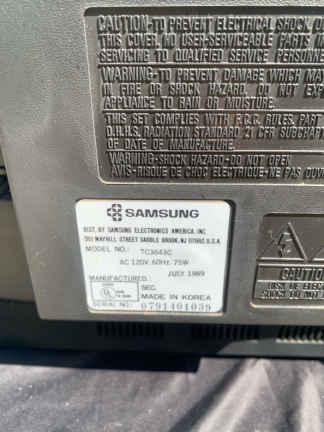 CAUTION-TO PREVENT ELECTRICAL SHOCK
THIS COVER, NO USER-SERVICEABLE PARTS
SERVICING TO QUALIFIED SERVICE PERSONNEL
WARNING-TO PREVENT DAMAGE WHICH MAY
IN FIRE OR SHOCK HAZARD, DO NOT
APPLIANCE TO RAIN OR MOISTURE.
THIS SET COMPLIES WITH F.C.C. RULES, PART
D.H.H.S. RADIATION STANDARD, 21 CFR
OF DATE OF MANUFACTURE.
WARNING-SHOCK HAZARD-DO NOT OPEN
AVIS-RISQUE DE CHOC ELECTRIQUE-NE PAS
SAMSUNG
DIST. BY SAMSUNG ELECTRONICS AMERICA, INC.
301 MAYHILL STREET SADDLE BROOK, NJ 07662 U.S.A.
MODEL NO. : TC3643C
AC 120V 60Hz 75W
MANUFACTURED : JULY 1989
SEC.
MADE IN KOREA
SERIAL NO : 0791401039
CAUTION